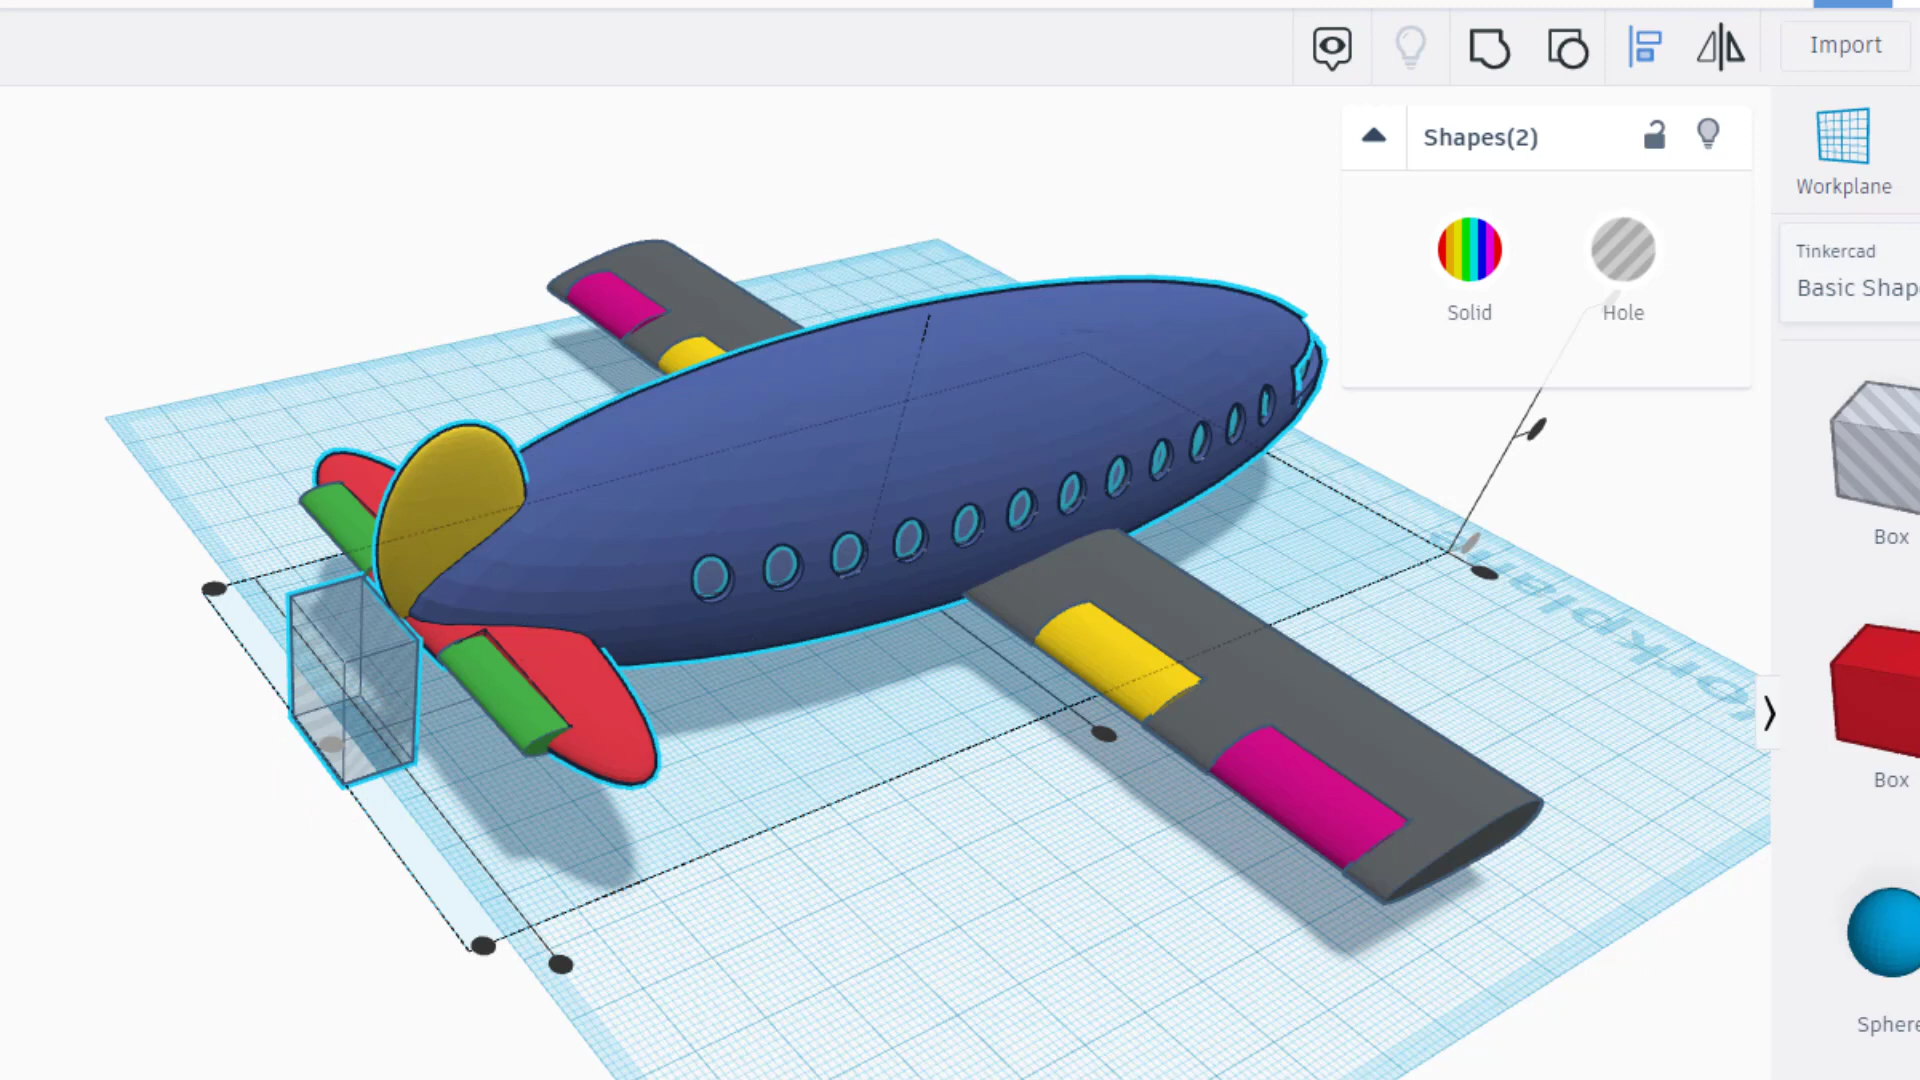 Import
Shapes(2)
Solid
Hole
Workplane
Tinkercad
Basic Shap
Box
Box
Sphere